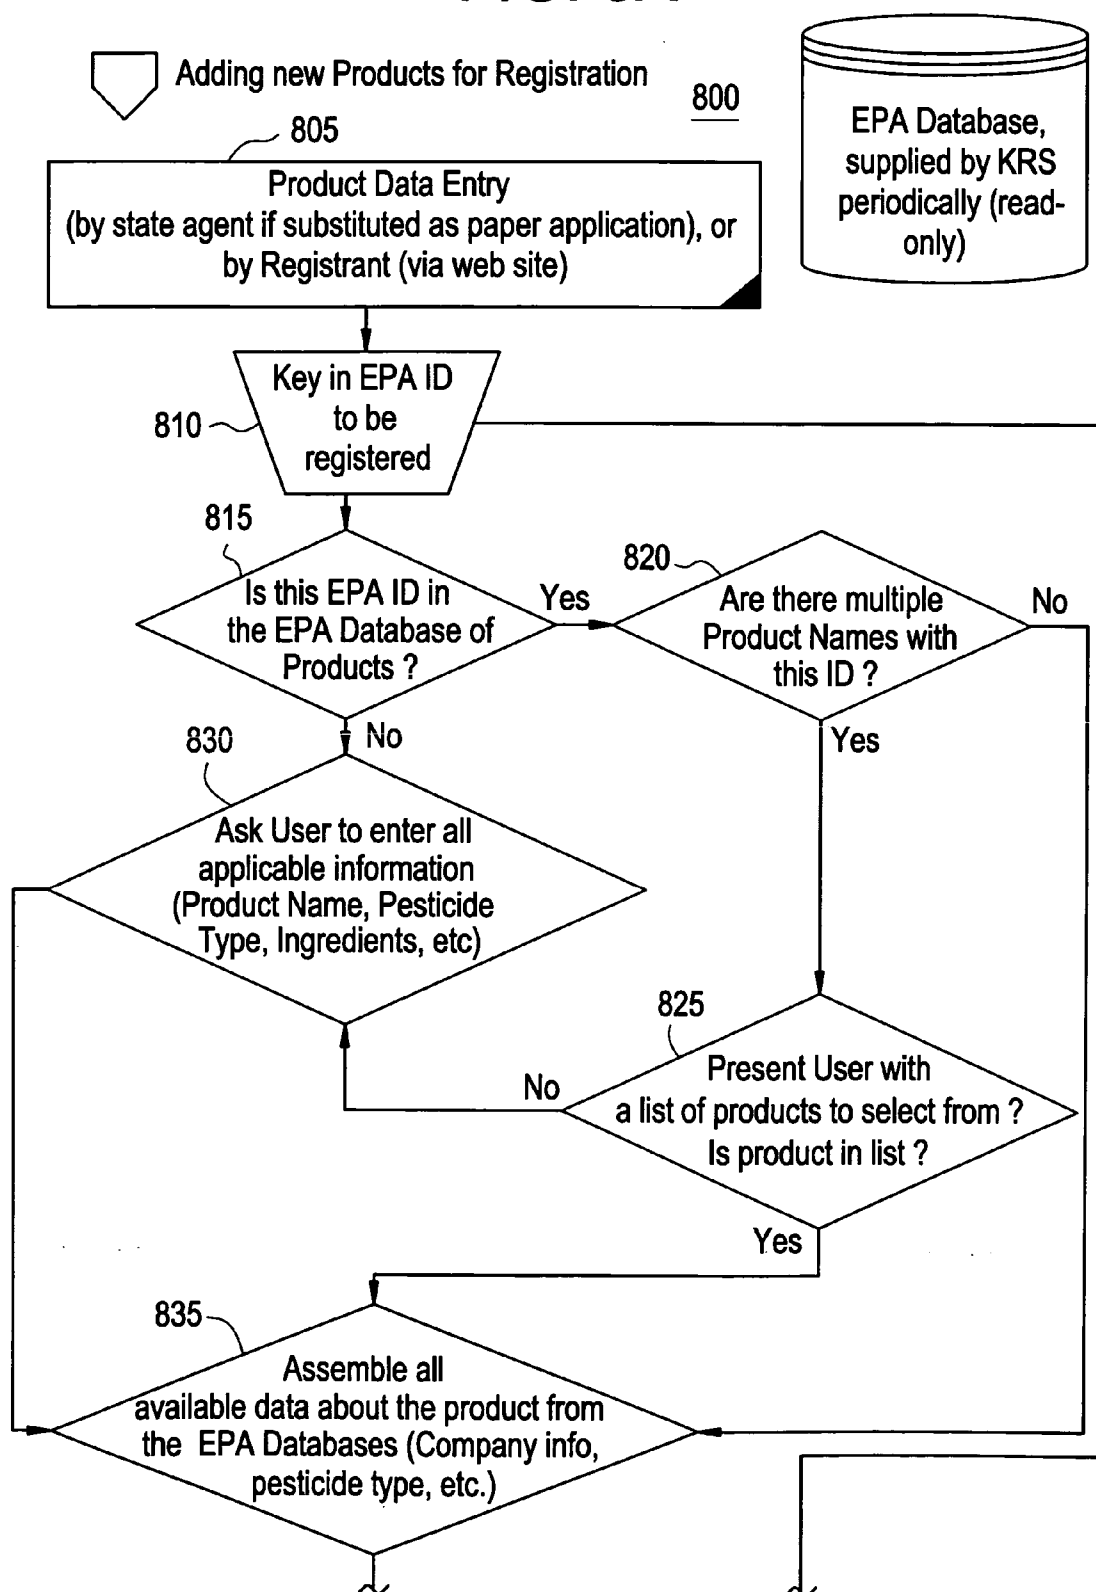 Adding new Products for Registration
800
EPA Database,
supplied by KRS
periodically (read-
only)
805
Product Data Entry
(by state agent if substituted as paper application), or
by Registrant (via web site)
Key in EPA ID
to be
registered
810
815
Is this EPA ID in
the EPA Database of
Products ?
Yes
No
820
Are there multiple
Product Names with
this ID ?
No
Yes
830
Ask User to enter all
applicable information
(Product Name, Pesticide
Type, Ingredients, etc)
825
Present User with
a list of products to select from ?
Is product in list ?
No
Yes
835
Assemble all
available data about the product from
the EPA Databases (Company info,
pesticide type, etc.)